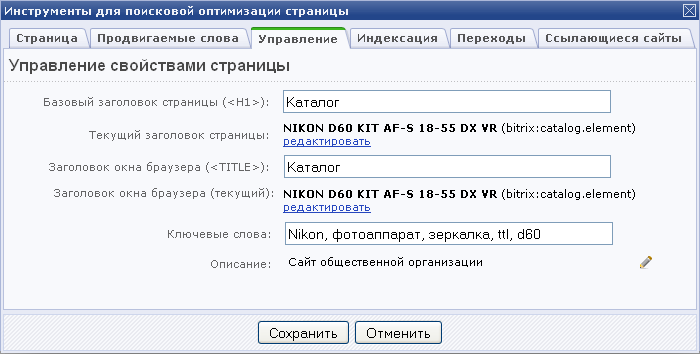 Инструменты для поисковой оптимизации страницы
Страница Продвигаемые слова Управление Индексация Переходы Ссылающиеся сайты
Управление свойствами страницы
Базовый заголовок страницы (<H1>): Каталог
Текущий заголовок страницы: NIKON D60 KIT AF-S 18-55 DX VR (bitrix:catalog.element)
редактировать
Заголовок окна браузера (<TITLE>): Каталог
Заголовок окна браузера (текущий): NIKON D60 KIT AF-S 18-55 DX VR (bitrix:catalog.element)
редактировать
Ключевые слова: Nikon, фотоаппарат, зеркалка, ttl, d60
Описание: Сайт общественной организации
Сохранить Отменить